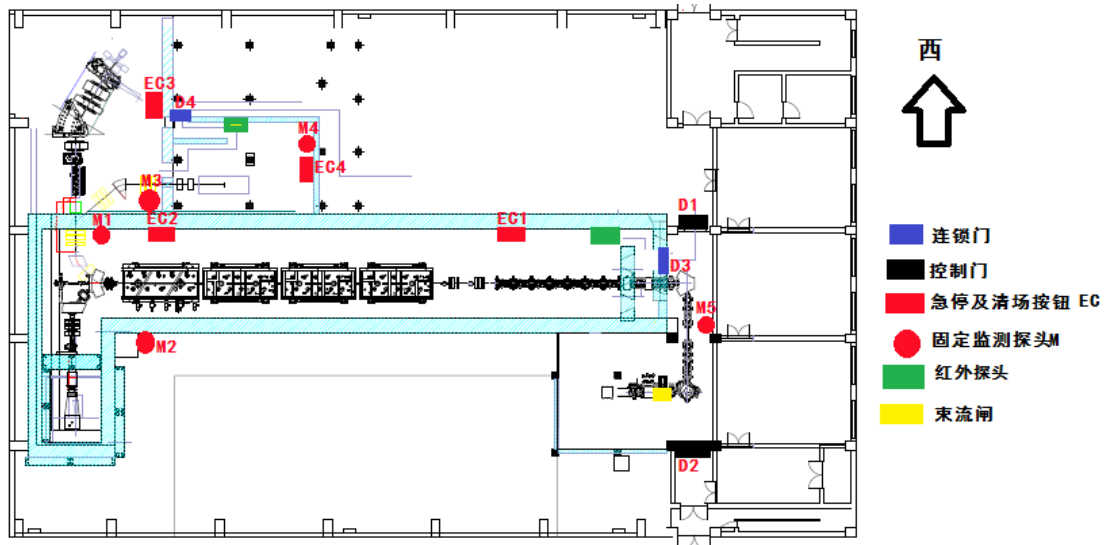 西
EC3
D4
M4
EC4
M3
D1
M1
EC2
EC1
D3
M5
M2
D2
连锁门
控制门
急停及清场按钮 EC
固定监测探头M
红外探头
束流闸